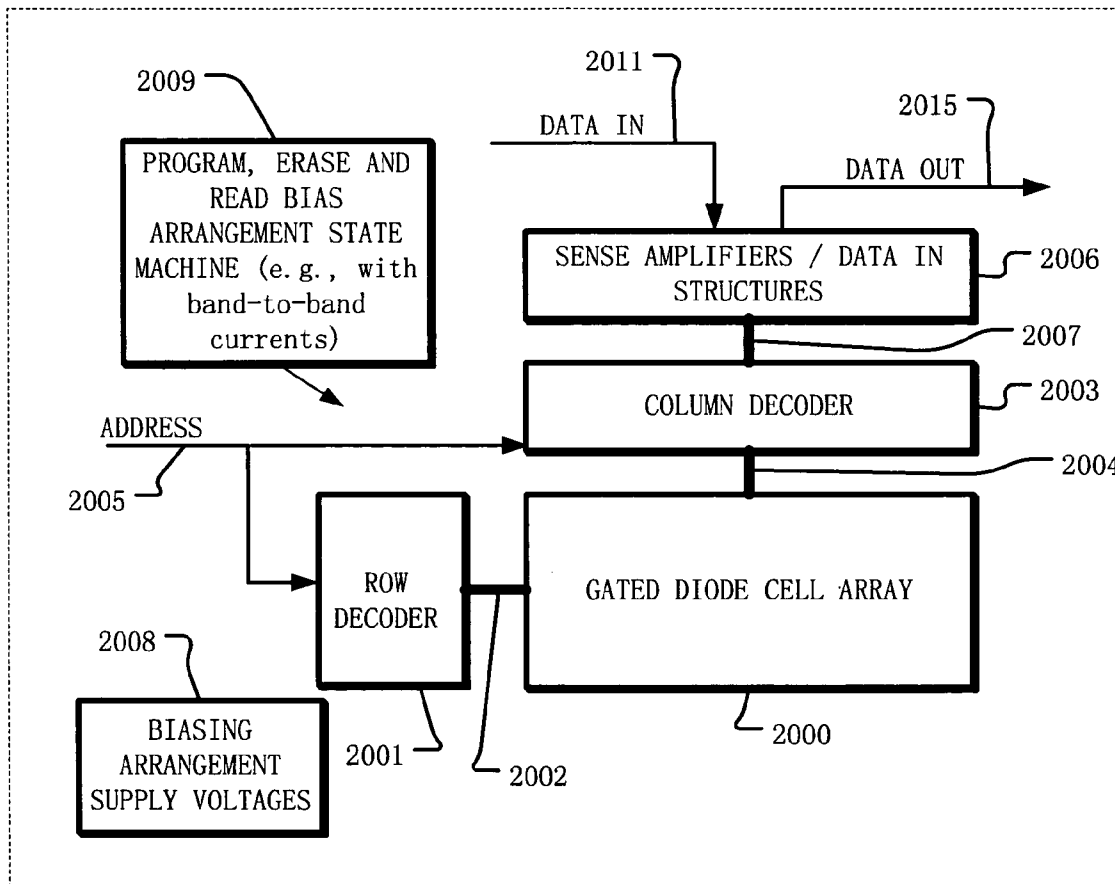 2011
2009
2015
DATA IN
PROGRAM, ERASE AND
READ BIAS
ARRANGEMENT STATE
MACHINE (e.g., with
band-to-band
currents)
DATA OUT
SENSE AMPLIFIERS / DATA IN
STRUCTURES
2006
2007
COLUMN DECODER
2003
ADDRESS
2004
2005
ROW
DECODER
GATED DIODE CELL ARRAY
2008
BIASING
ARRANGEMENT
SUPPLY VOLTAGES
2001
2002
2000